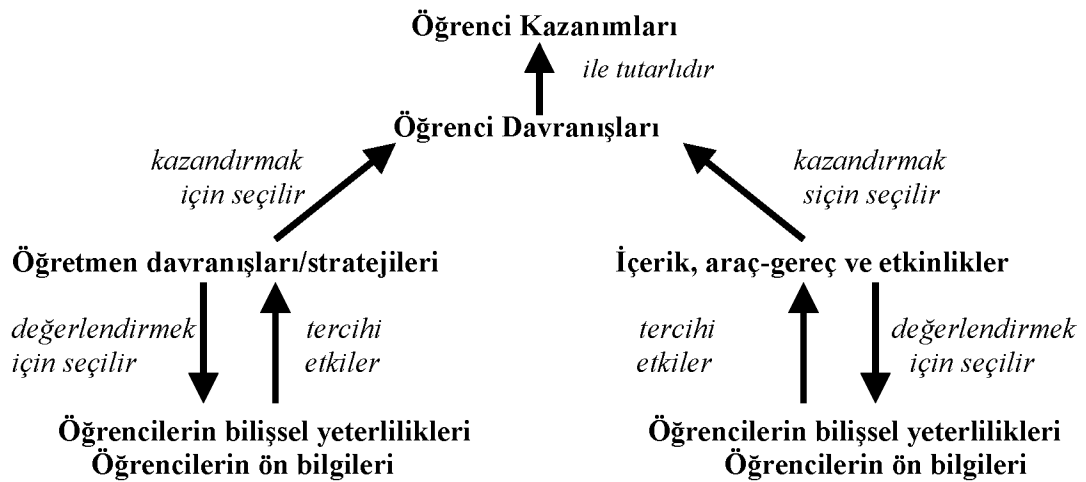 Öğrenci Kazanımları
ile tutarlıdır
Öğrenci Davranışları
kazandırmak
için seçilir
kazandırmak
siçin seçilir
Öğretmen davranışları/stratejileri
İçerik, araç-gereç ve etkinlikler
değerlendirmek
için seçilir
tercihi
etkiler
tercihi
etkiler
değerlendirmek
için seçilir
Öğrencilerin bilişsel yeterlilikleri
Öğrencilerin ön bilgileri
Öğrencilerin bilişsel yeterlilikleri
Öğrencilerin ön bilgileri